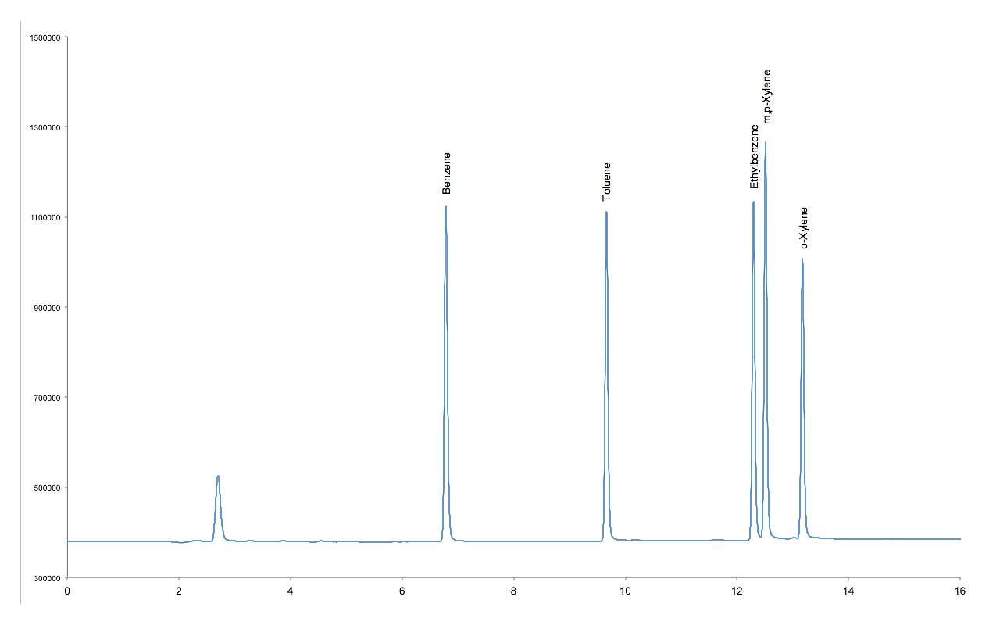 1500000
1300000
1100000
900000
700000
500000
300000
0 2 4 6 8 10 12 14 16
Benzene
Toluene
Ethylbenzene
m,p-Xylene
o-Xylene